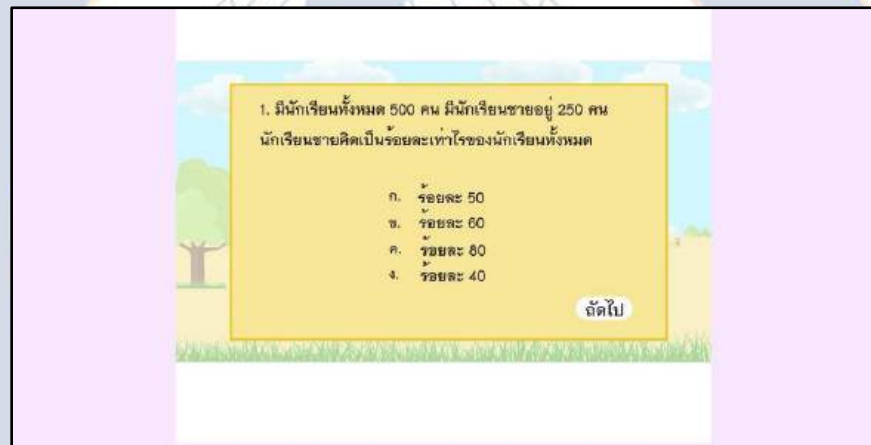 1. มีนักเรียนทั้งหมด 500 คน มีนักเรียนชายอยู่ 250 คน
นักเรียนชายคิดเป็นร้อยละเท่าไรของนักเรียนทั้งหมด
ก. ร้อยละ 50
ข. ร้อยละ 60
ค. ร้อยละ 80
ง. ร้อยละ 40
ถัดไป